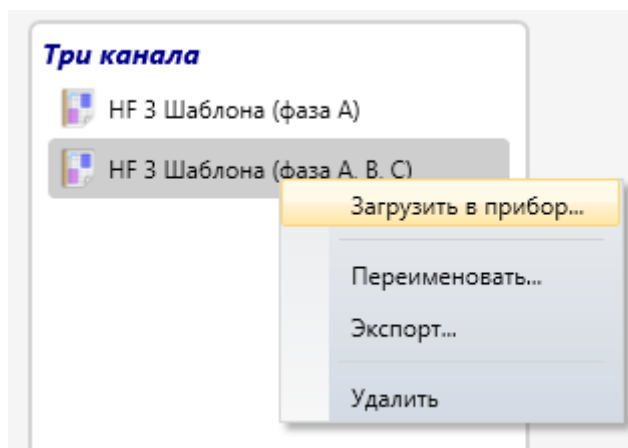 Три канала
HF 3 Шаблона (фаза А)
HF 3 Шаблона (фаза А, В, С)
Загрузить в прибор...
Переименовать...
Экспорт...
Удалить